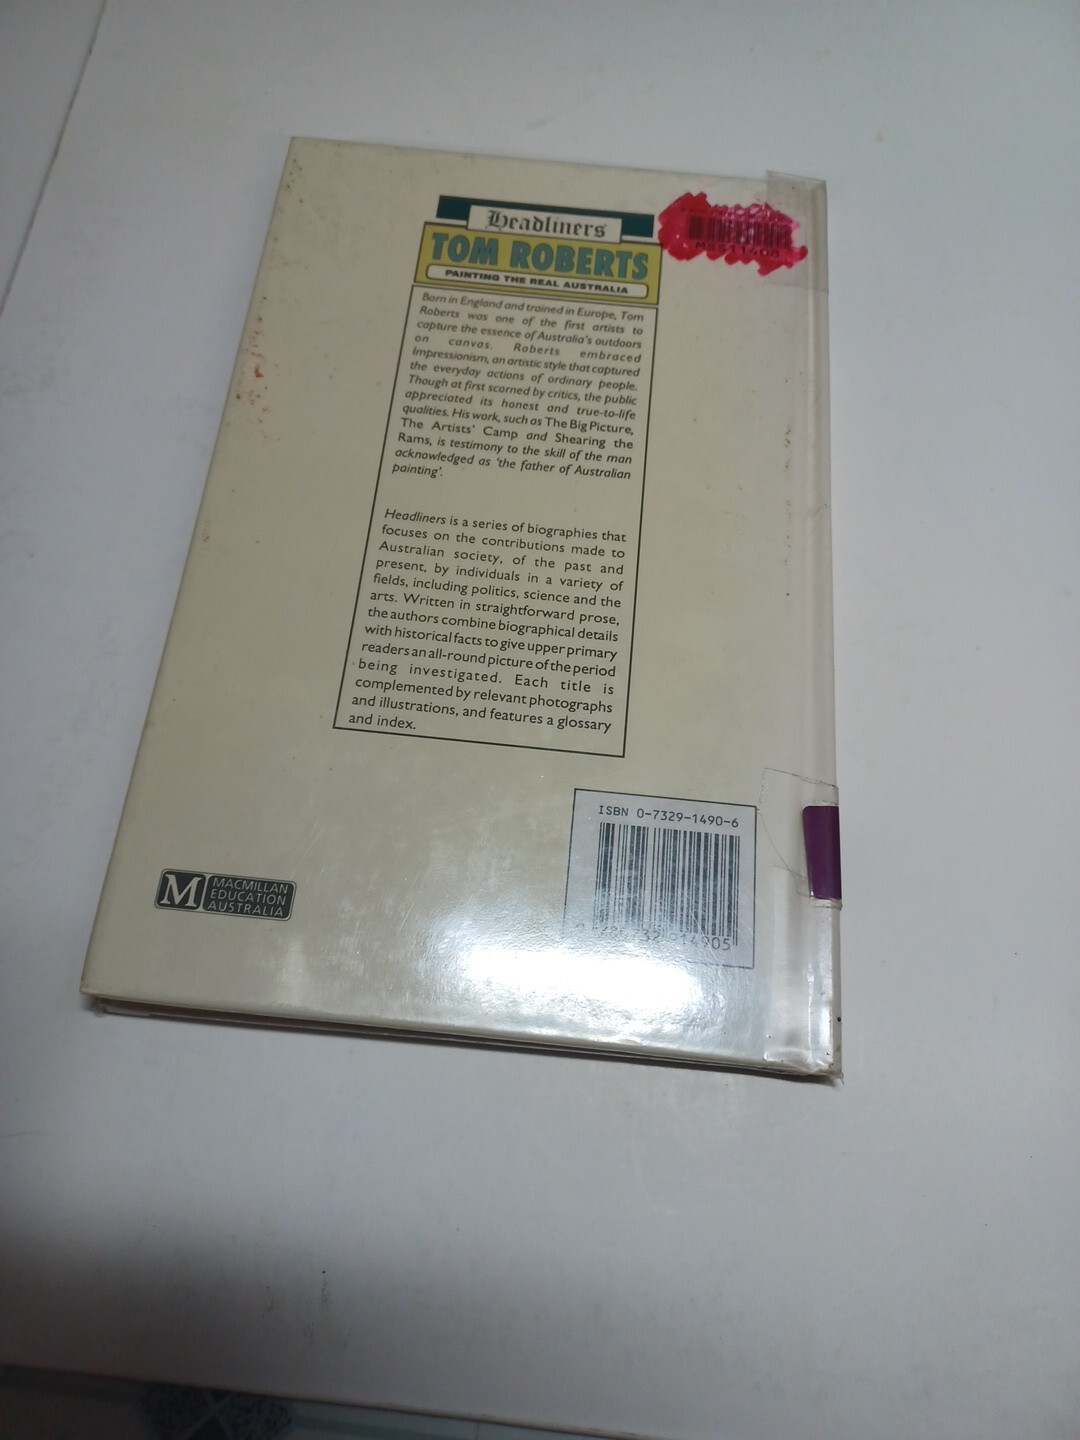 Headliners
TOM ROBERTS
PAINTING THE REAL AUSTRALIA
Born in England and trained in Europe, Tom
Roberts was one of the first artists to
capture the essence of Australia's outdoors
on canvas. Roberts embraced
Impressionism, an artistic style that captured
the everyday actions of ordinary people.
Though at first scorned by critics, the public
appreciated its honest and true-to-life
qualities. His work, such as The Big Picture,
The Artists' Camp and Shearing the
Rams, is testimony to the skill of the man
acknowledged as 'the father of Australian
painting'.
Headliners is a series of biographies that
focuses on the contributions made to
Australian society, of the past and
present, by individuals in a variety of
fields, including politics, science and the
arts. Written in straightforward prose,
the authors combine biographical details
with historical facts to give upper primary
readers an all-round picture of the period
being investigated. Each title is
complemented by relevant photographs
and illustrations, and features a glossary
and index.
ISBN 0-7329-1490-6
914905
M
MACMILLAN
EDUCATION
AUSTRALIA